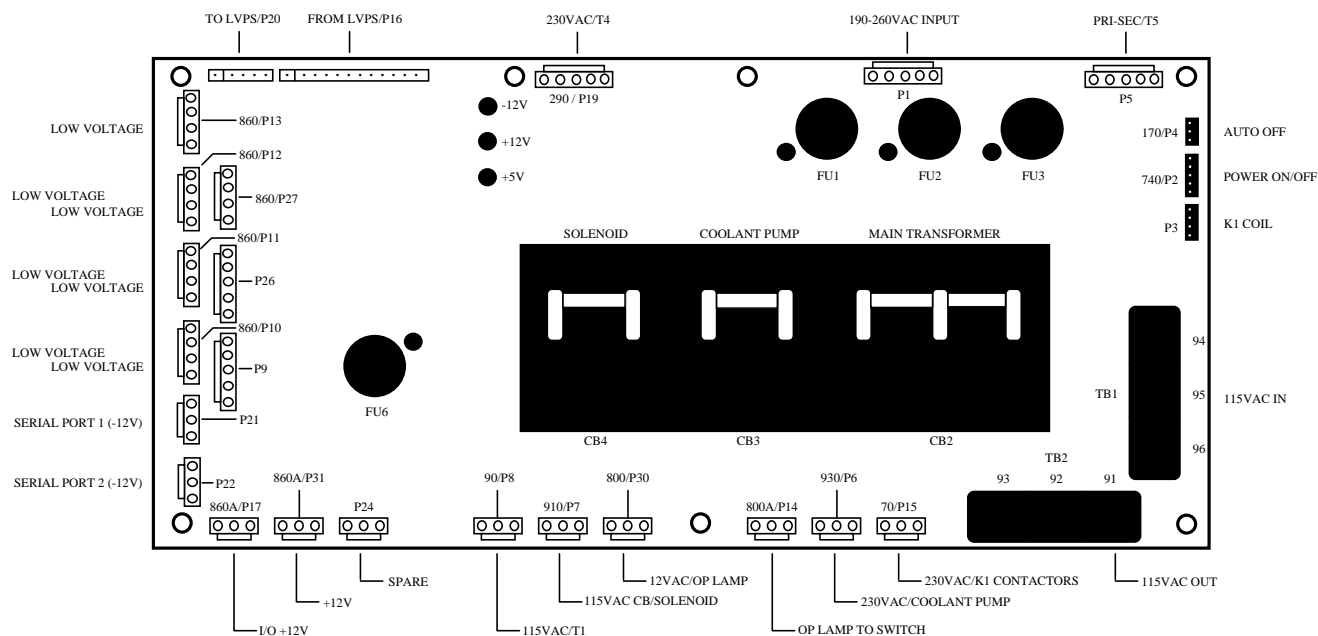 TO LVPS/P20
FROM LVPS/P16
230VAC/T4
190-260VAC INPUT
PRI-SEC/T5
290 / P19
P1
P5
-12V
+12V
+5V
LOW VOLTAGE
860/P13
860/P12
LOW VOLTAGE
LOW VOLTAGE
860/P27
860/P11
LOW VOLTAGE
LOW VOLTAGE
P26
860/P10
LOW VOLTAGE
LOW VOLTAGE
P9
SERIAL PORT 1 (-12V)
P21
SERIAL PORT 2 (-12V)
P22
FU1
FU2
FU3
170/P4
AUTO OFF
740/P2
POWER ON/OFF
P3
K1 COIL
SOLENOID
COOLANT PUMP
MAIN TRANSFORMER
FU6
CB4
CB3
CB2
94
TB1
95
115VAC IN
96
TB2
93
92
91
860A/P17
860A/P31
P24
90/P8
910/P7
800/P30
800A/P14
930/P6
70/P15
SPARE
+12V
I/O +12V
12VAC/OP LAMP
115VAC CB/SOLENOID
115VAC/T1
230VAC/K1 CONTACTORS
230VAC/COOLANT PUMP
OP LAMP TO SWITCH
115VAC OUT